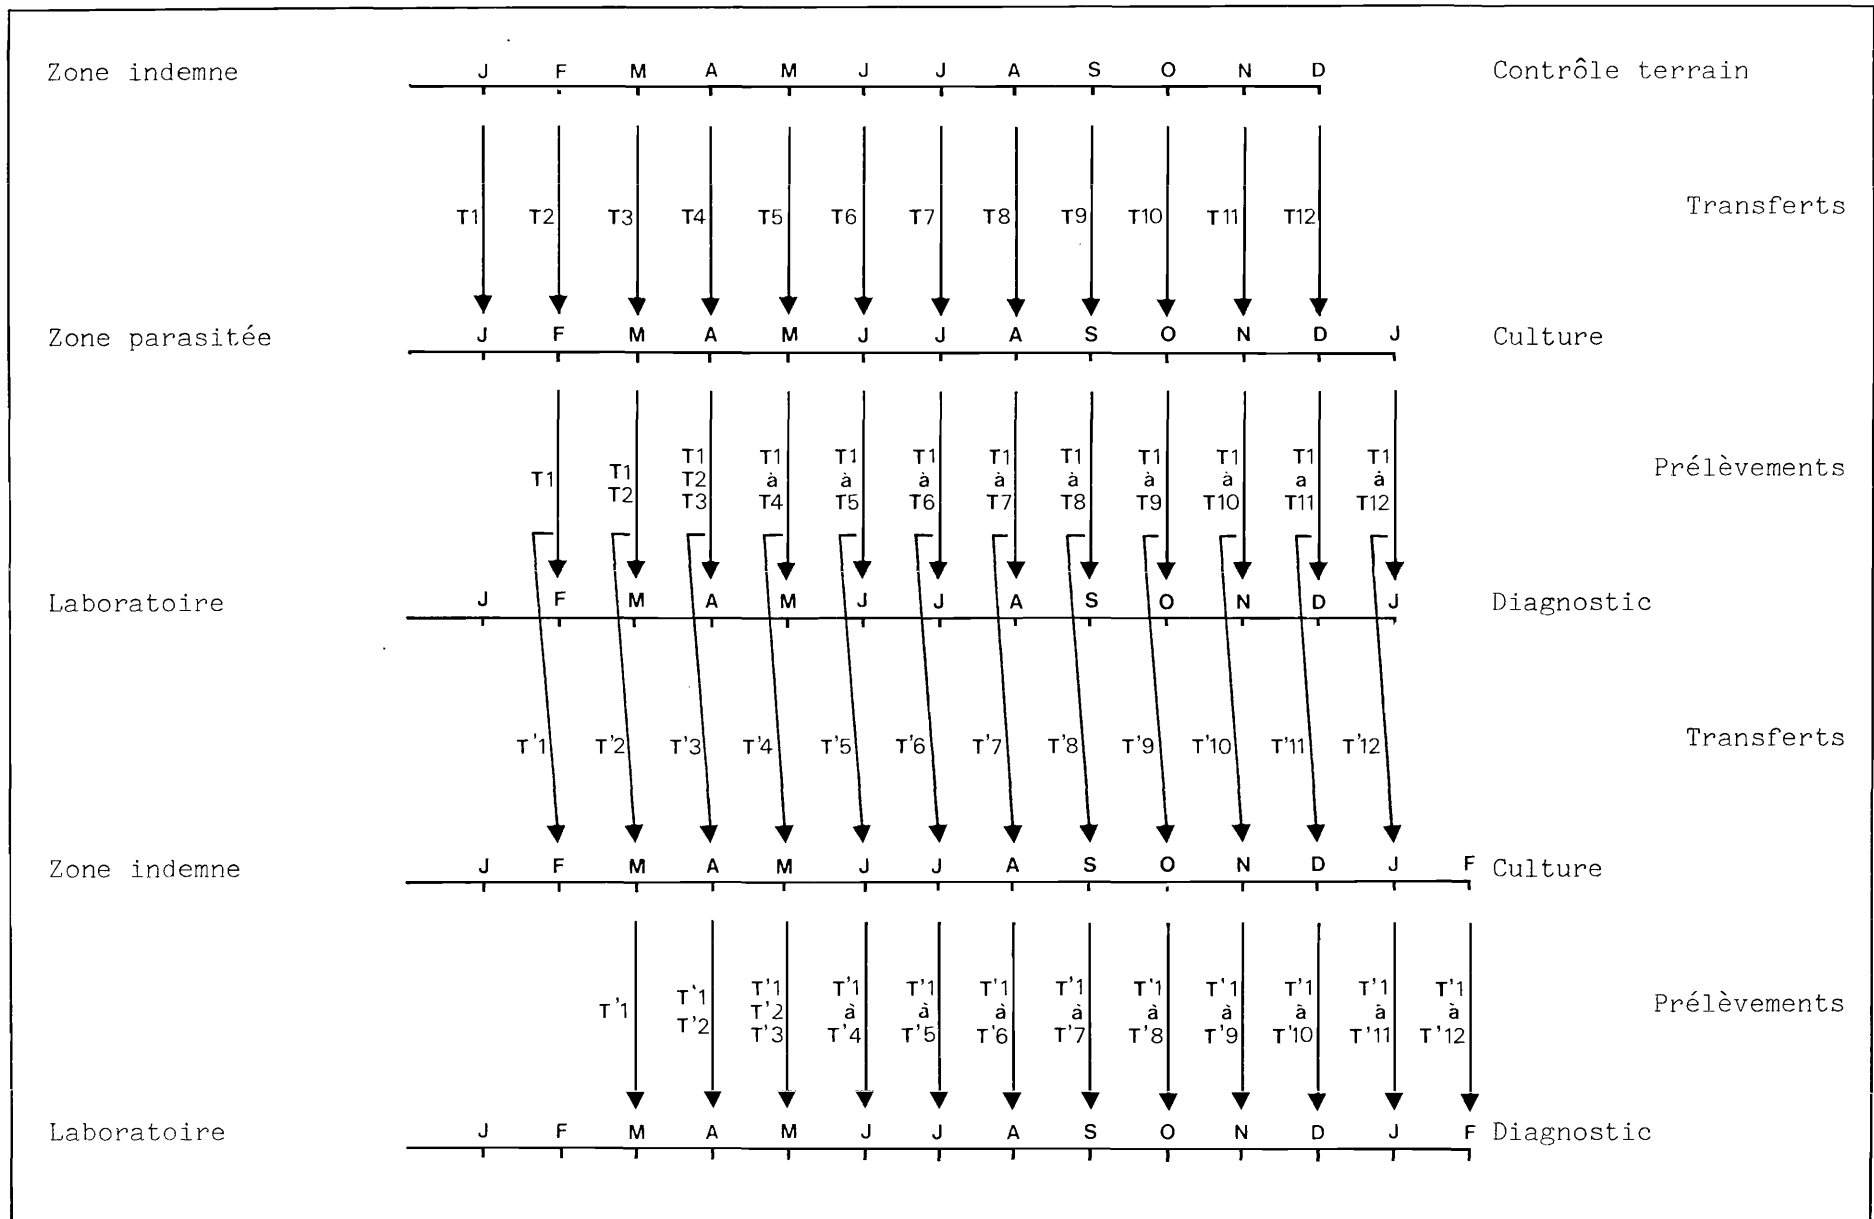 Zone indemne J F M A M J J A S O N D Contrôle terrain
T1 T2 T3 T4 T5 T6 T7 T8 T9 T10 T11 T12 Transferts
Zone parasitée J F M A M J J A S O N D J Culture
T1
T1
T2
T1
T2
T3
T1
à
T4
T1
à
T5
T1
à
T6
T1
à
T7
T1
à
T8
T1
à
T9
T1
à
T10
T1
a
T11
T1
à
T12
Prélèvements
Laboratoire J F M A M J J A S O N D J Diagnostic
T'1 T'2 T'3 T'4 T'5 T'6 T'7 T'8 T'9 T'10 T'11 T'12 Transferts
Zone indemne J F M A M J J A S O N D J F Culture
T'1
T'1
T'2
T'1
T'2
T'3
T'1
à
T'4
T'1
à
T'5
T'1
à
T'6
T'1
à
T'7
T'1
à
T'8
T'1
à
T'9
T'1
à
T'10
T'1
à
T'11
T'1
à
T'12
Prélèvements
Laboratoire J F M A M J J A S O N D J F Diagnostic